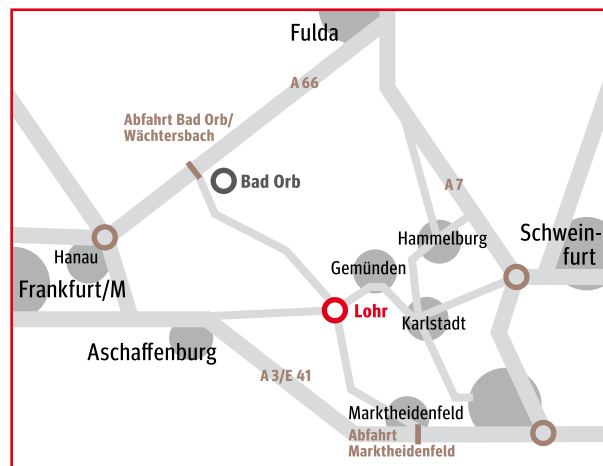 Fulda
A 66
Abfahrt Bad Orb/
Wächtersbach
Bad Orb
A 7
Hanau
Frankfurt/M
Hammelburg
Schwein-
furt
Gemünden
Lohr
Karlstadt
Aschaffenburg
A 3/E 41
Marktheidenfeld
Abfahrt
Marktheidenfeld